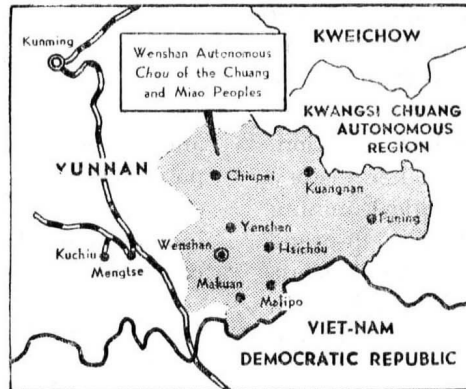 Kunming
KWEICHOW
Wenshan Autonomous
Chou of the Chuang
and Miao Peoples
KWANGSI CHUANG
AUTONOMOUS
REGION
YUNNAN
Chiupei
Kuangnan
Funing
Yenshan
Wenshan
Hsichou
Kuchiu
Mengtse
Makuan
Malipo
VIET-NAM
DEMOCRATIC REPUBLIC